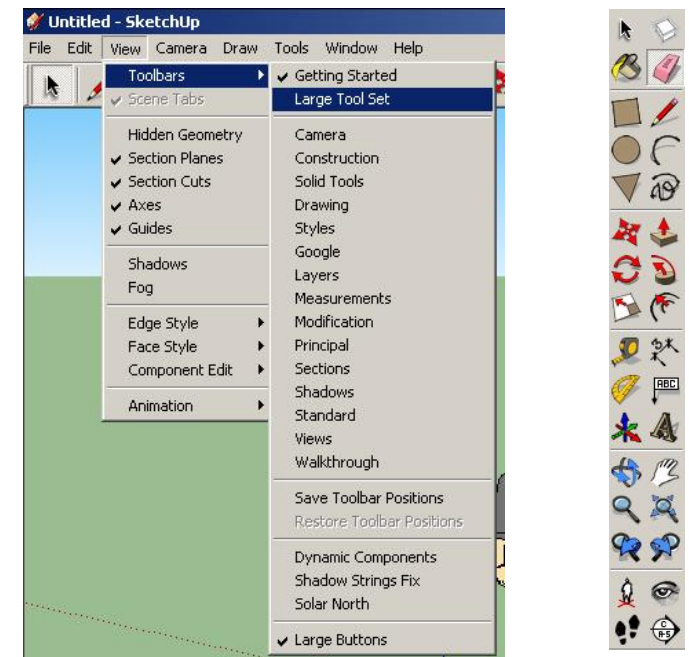 Untitled - SketchUp
File Edit View Camera Draw Tools Window Help
Toolbars
Scene Tabs
Hidden Geometry
Section Planes
Section Cuts
Axes
Guides
Shadows
Fog
Edge Style
Face Style
Component Edit
Animation
Getting Started
Large Tool Set
Camera
Construction
Solid Tools
Drawing
Styles
Google
Layers
Measurements
Modification
Principal
Sections
Shadows
Standard
Views
Walkthrough
Save Toolbar Positions
Restore Toolbar Positions
Dynamic Components
Shadow Strings Fix
Solar North
Large Buttons
ABC
A
C
A-5